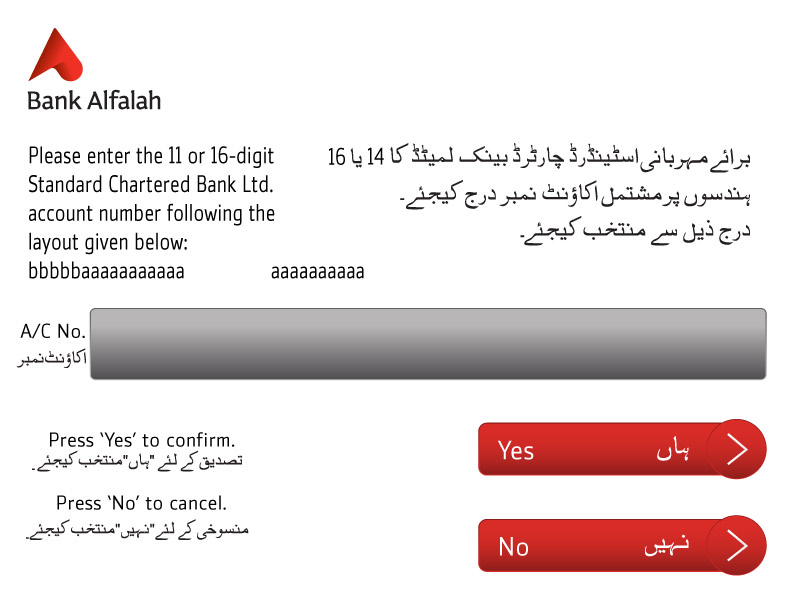 Bank Alfalah
Please enter the 11 or 16-digit
Standard Chartered Bank Ltd.
account number following the
layout given below:
bbbbbaaaaaaaaaaa aaaaaaaaaa
برائے مہربانی اسٹینڈرڈ چارٹرڈ بینک لمیٹڈ کا 14 یا 16
ہندسوں پر مشتمل اکاؤنٹ نمبر درج کیجئے۔
درج ذیل سے منتخب کیجئے۔
A/C No.
اکاؤنٹ نمبر
Press ‘Yes’ to confirm.
تصدیق کے لئے "ہاں" منتخب کیجئے۔
Yes ہاں
Press ‘No’ to cancel.
منسوخی کے لئے "نہیں" منتخب کیجئے۔
No نہیں